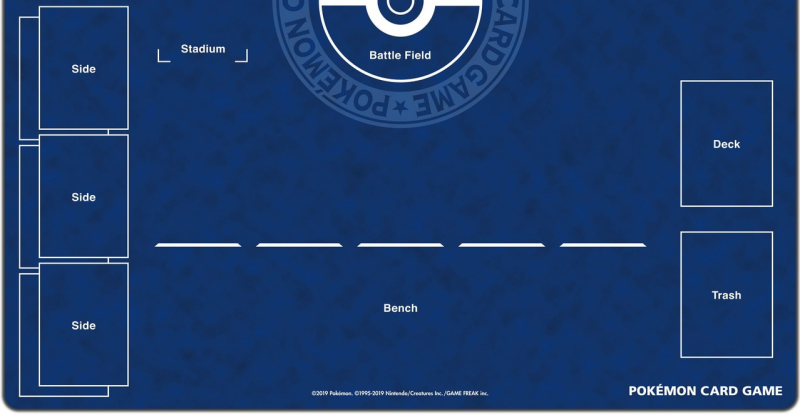 Side
Stadium
Battle Field
POKÉMON CARD GAME ★ POKÉMON C
Deck
Side
Bench
Trash
Side
©2019 Pokémon. ©1995-2019 Nintendo/Creatures Inc./GAME FREAK inc.
POKÉMON CARD GAME